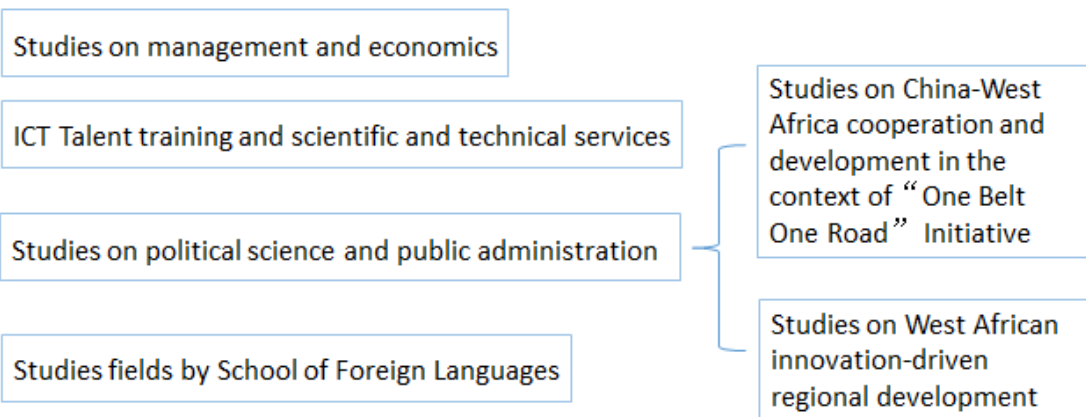 Studies on management and economics
ICT Talent training and scientific and technical services
Studies on political science and public administration
Studies fields by School of Foreign Languages
Studies on China-West
Africa cooperation and
development in the
context of “One Belt
One Road” Initiative
Studies on West African
innovation-driven
regional development